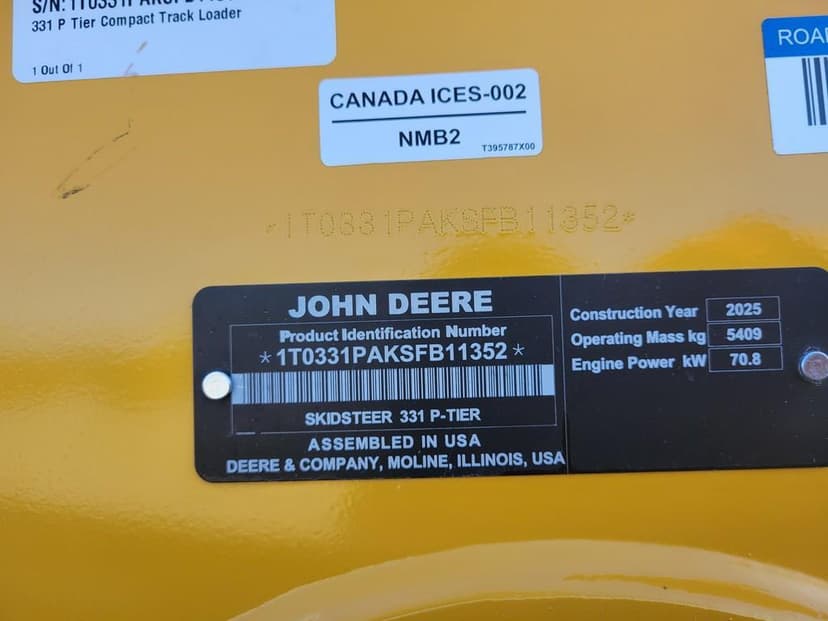 331 P Tier Compact Track Loader
1 Out Of 1
CANADA ICES-002
NMB2
T395787X00
ROA
*1T0331PAKSFB11352*
JOHN DEERE
Product Identification Number
*1T0331PAKSFB11352*
SKIDSTEER 331 P-TIER
ASSEMBLED IN USA
DEERE & COMPANY, MOLINE, ILLINOIS, USA
Construction Year 2025
Operating Mass kg 5409
Engine Power kW 70.8